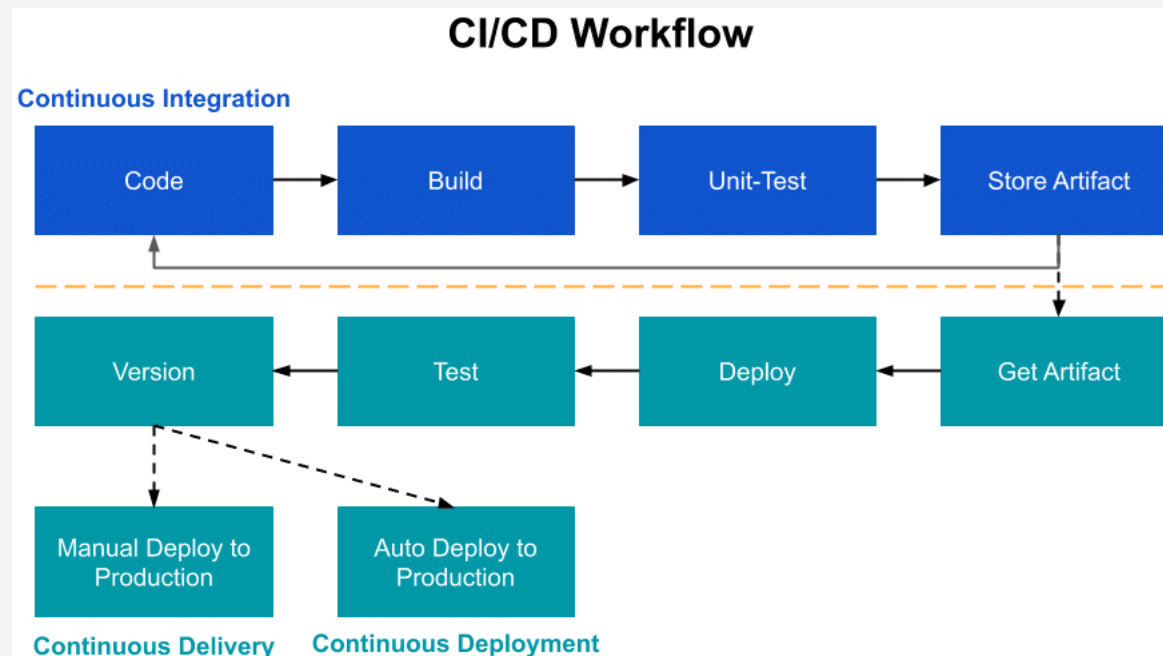 CI/CD Workflow
Continuous Integration
Code
Build
Unit-Test
Store Artifact
Version
Test
Deploy
Get Artifact
Manual Deploy to
Production
Auto Deploy to
Production
Continuous Delivery
Continuous Deployment